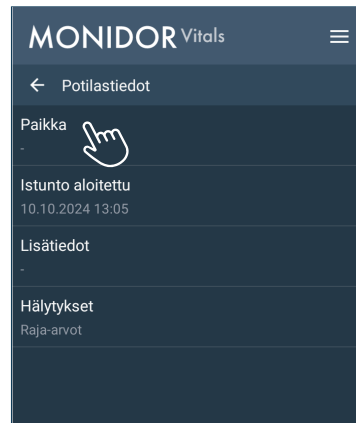 MONIDOR Vitals
Potilastiedot
Paikka
-
Istunto aloitettu
10.10.2024 13:05
Lisätiedot
-
Hälytykset
Raja-arvot